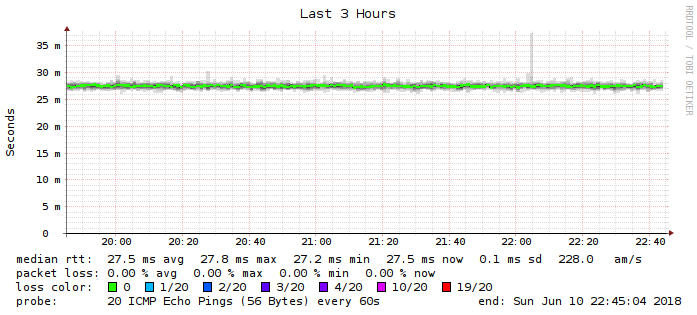 Last 3 Hours
RRDTOOL / TOBI OETIKER
Seconds
35 m
30 m
25 m
20 m
15 m
10 m
5 m
0
20:00 20:20 20:40 21:00 21:20 21:40 22:00 22:20 22:40
median rtt: 27.5 ms avg 27.8 ms max 27.2 ms min 27.5 ms now 0.1 ms sd 228.0 am/s
packet loss: 0.00 % avg 0.00 % max 0.00 % min 0.00 % now
loss color: 0 1/20 2/20 3/20 4/20 10/20 19/20
probe: 20 ICMP Echo Pings (56 Bytes) every 60s end: Sun Jun 10 22:45:04 2018